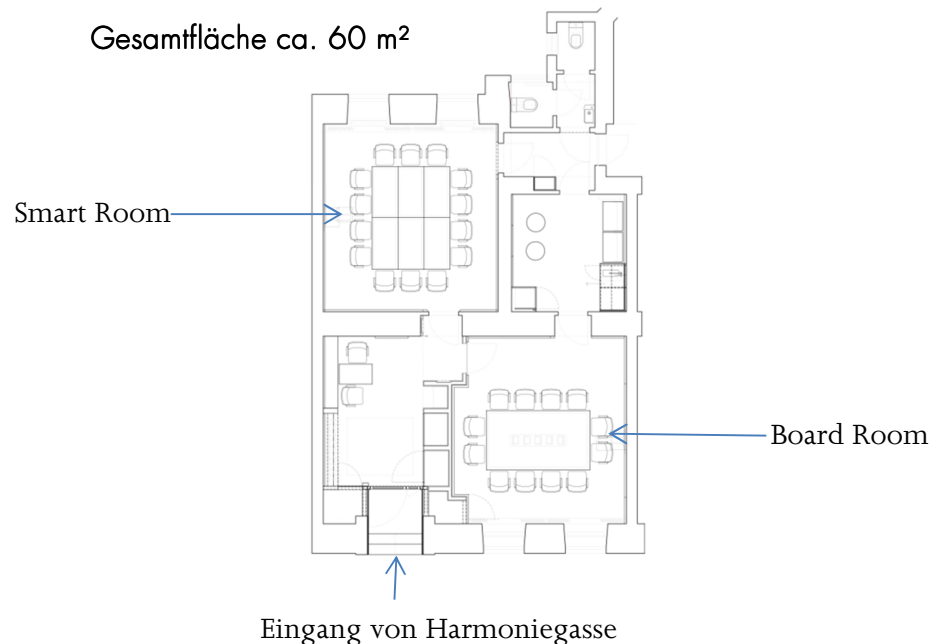 Gesamtfläche ca. 60 m²
Smart Room
Board Room
Eingang von Harmoniegasse